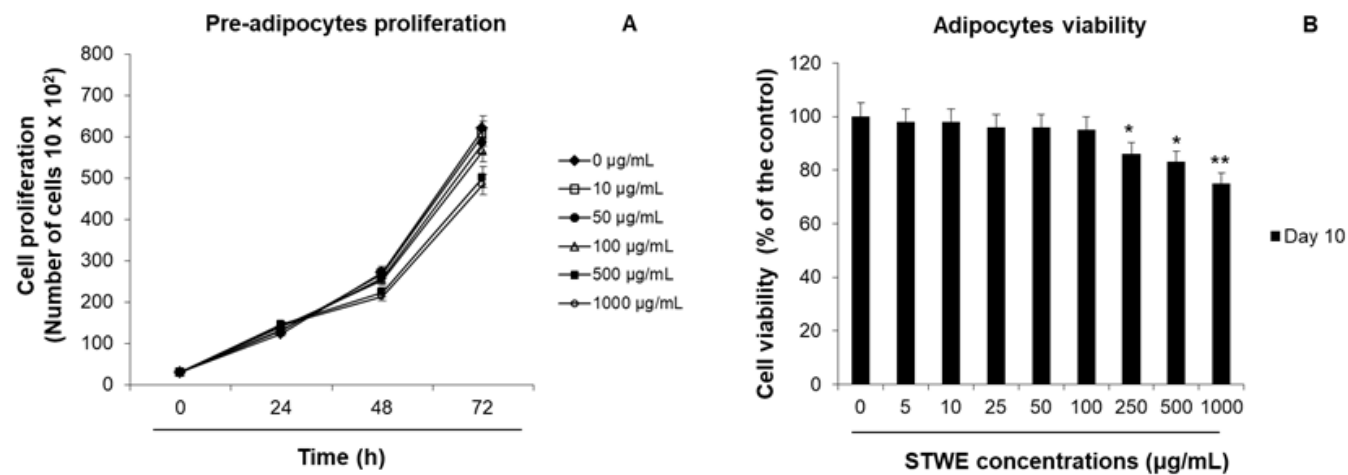 Pre-adipocytes proliferation
A
Cell proliferation
(Number of cells 10 x 10²)
800
700
600
500
400
300
200
100
0
0 24 48 72
Time (h)
0 µg/mL
10 µg/mL
50 µg/mL
100 µg/mL
500 µg/mL
1000 µg/mL
Adipocytes viability
B
Cell viability (% of the control)
120
100
80
60
40
20
0
* * **
0 5 10 25 50 100 250 500 1000
STWE concentrations (µg/mL)
Day 10